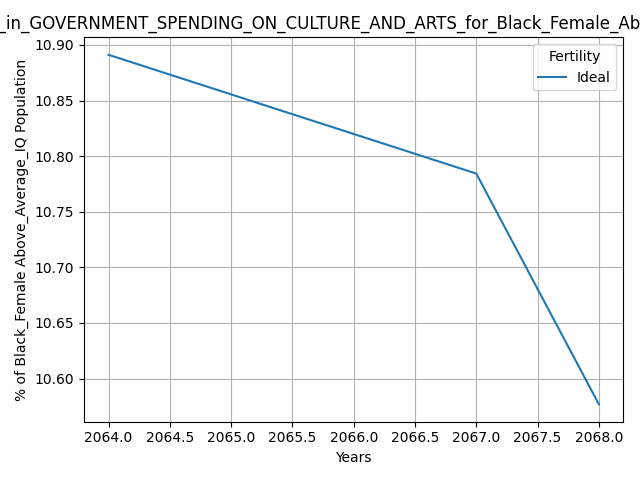 _in_GOVERNMENT_SPENDING_ON_CULTURE_AND_ARTS_for_Black_Female_Ab
10.90
10.85
10.80
10.75
10.70
10.65
10.60
% of Black_Female Above_Average_IQ Population
Fertility
Ideal
2064.0 2064.5 2065.0 2065.5 2066.0 2066.5 2067.0 2067.5 2068.0
Years